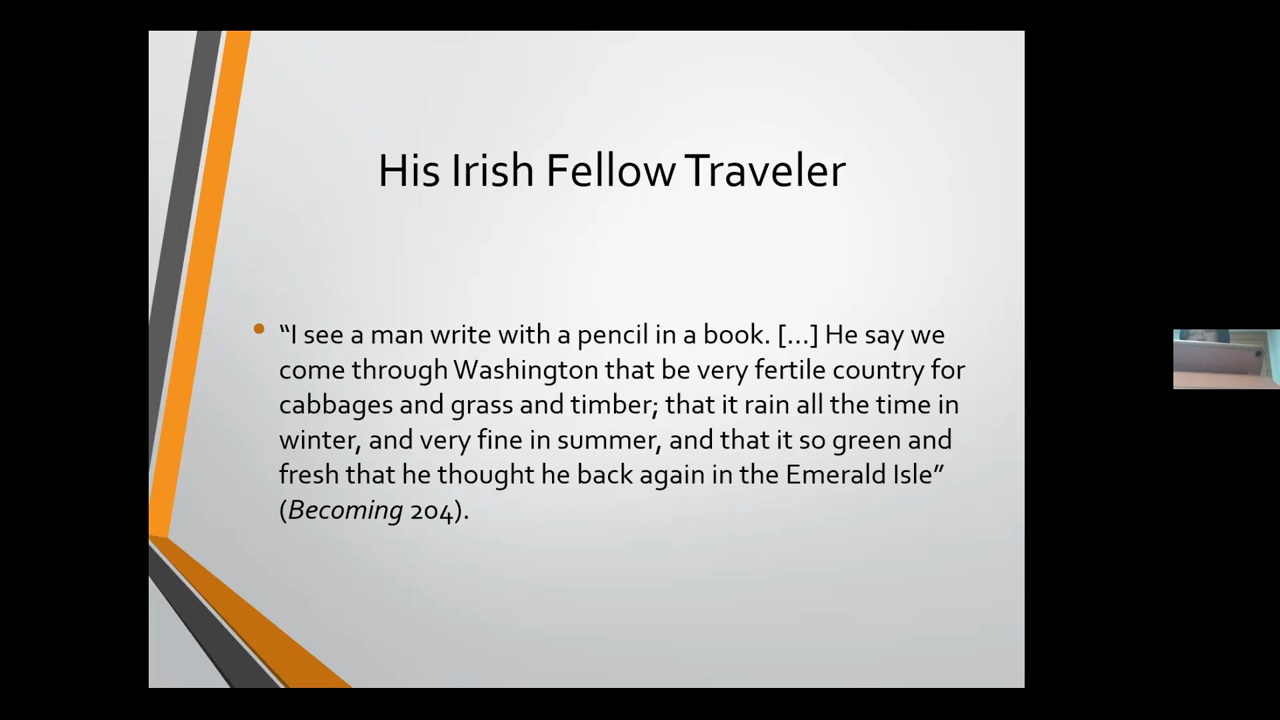 His Irish Fellow Traveler
• “I see a man write with a pencil in a book. [...] He say we
come through Washington that be very fertile country for
cabbages and grass and timber; that it rain all the time in
winter, and very fine in summer, and that it so green and
fresh that he thought he back again in the Emerald Isle”
(Becoming 204).